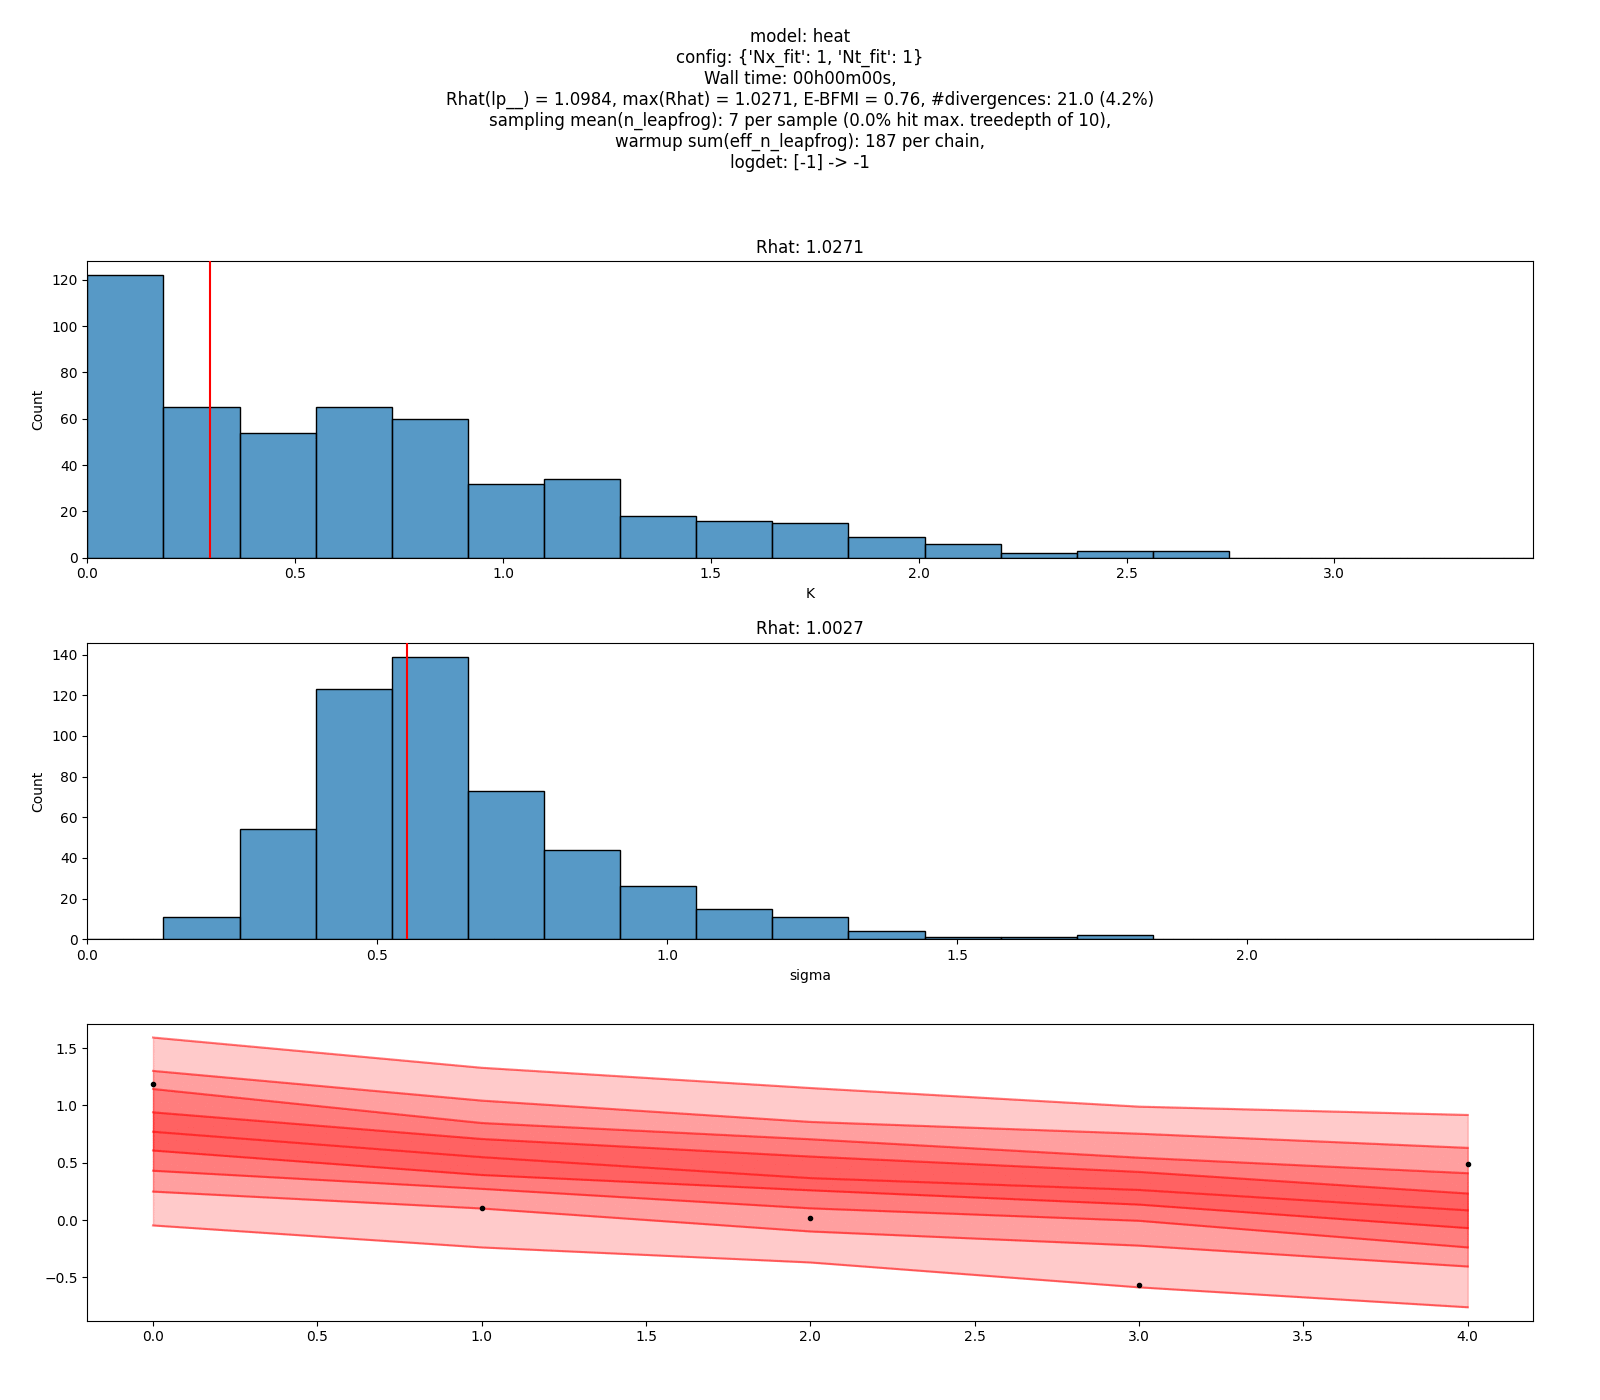 model: heat
config: {'Nx_fit': 1, 'Nt_fit': 1}
Wall time: 00h00m00s,
Rhat(lp__) = 1.0984, max(Rhat) = 1.0271, E-BFMI = 0.76, #divergences: 21.0 (4.2%)
sampling mean(n_leapfrog): 7 per sample (0.0% hit max. treedepth of 10),
warmup sum(eff_n_leapfrog): 187 per chain,
logdet: [-1] -> -1
Rhat: 1.0271
120
100
80
60
40
20
0
Count
0.0 0.5 1.0 1.5 2.0 2.5 3.0
K
Rhat: 1.0027
140
120
100
80
60
40
20
0
Count
0.0 0.5 1.0 1.5 2.0
sigma
1.5
1.0
0.5
0.0
−0.5
0.0 0.5 1.0 1.5 2.0 2.5 3.0 3.5 4.0